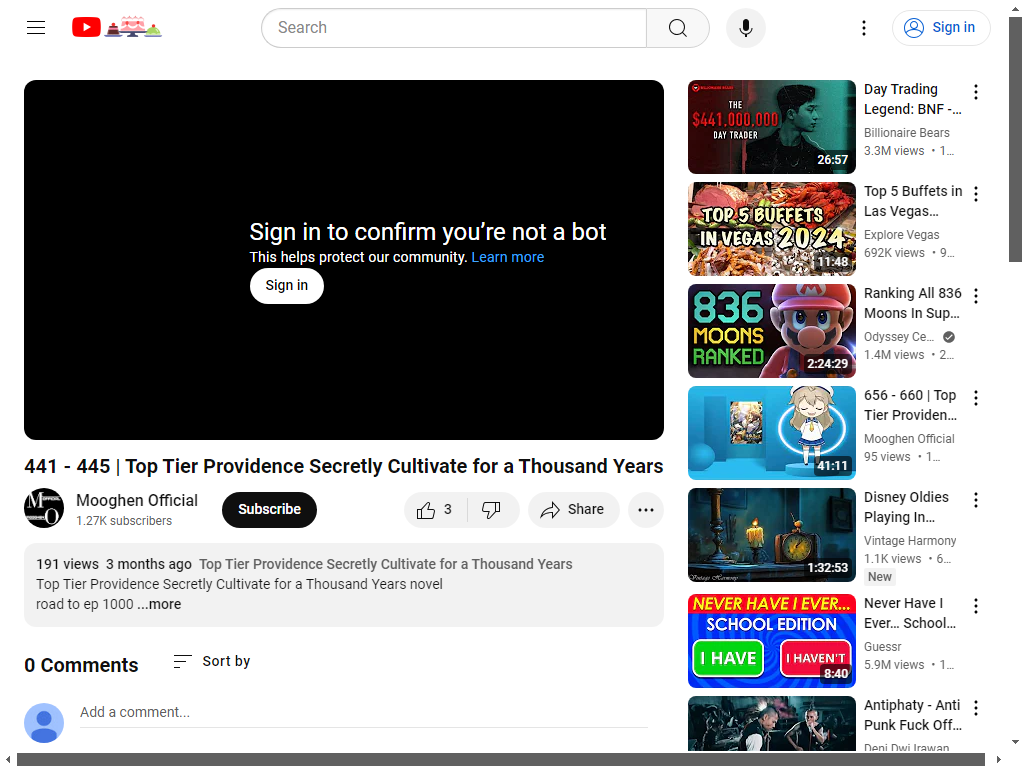 Search
Sign in
Sign in to confirm you’re not a bot
This helps protect our community. Learn more
Sign in
441 - 445 | Top Tier Providence Secretly Cultivate for a Thousand Years
Mooghen Official
1.27K subscribers
Subscribe
3
Share
191 views 3 months ago Top Tier Providence Secretly Cultivate for a Thousand Years
Top Tier Providence Secretly Cultivate for a Thousand Years novel
road to ep 1000 ...more
0 Comments
Sort by
Add a comment...
THE
$441,000,000
DAY TRADER
26:57
Day Trading
Legend: BNF -...
Billionaire Bears
3.3M views • 1...
TOP 5 BUFFETS
IN VEGAS 2024
11:48
Top 5 Buffets in
Las Vegas...
Explore Vegas
692K views • 9...
836
MOONS
RANKED
2:24:29
Ranking All 836
Moons In Sup...
Odyssey Ce...
1.4M views • 2...
41:11
656 - 660 | Top
Tier Providen...
Mooghen Official
95 views • 1...
Vintage Harmony
1:32:53
Disney Oldies
Playing In...
Vintage Harmony
1.1K views • 6...
New
NEVER HAVE I EVER...
SCHOOL EDITION
I HAVE
I HAVEN'T
8:40
Never Have I
Ever... School...
Guessr
5.9M views • 1...
Antiphaty - Anti
Punk Fuck Off...
Deni Dwi Irawan